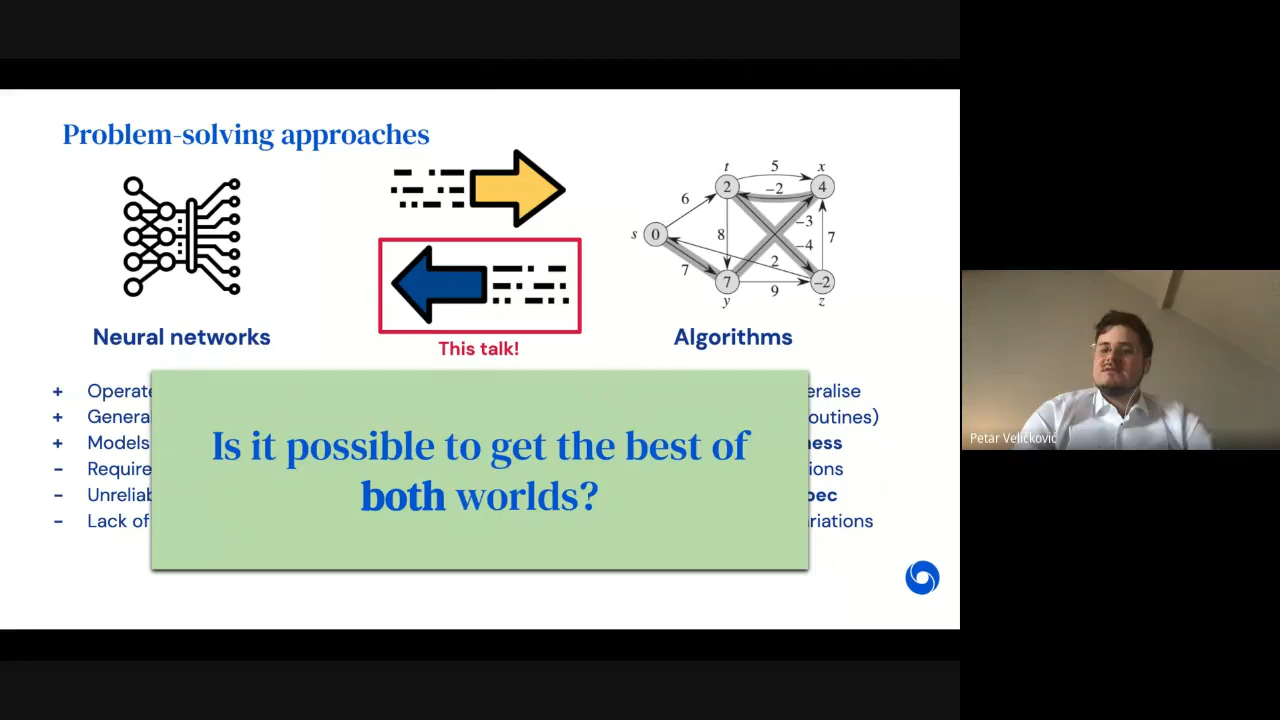 Problem-solving approaches
t 5 x
2 -2 4
6
-3
s 0 8 -4 7
7 2
7 9 -2
y z
Neural networks
This talk!
Algorithms
+ Operate
+ Genera
+ Models
- Require
- Unreliab
- Lack of
Is it possible to get the best of
both worlds?
eralise
outines)
ness
ions
pec
riations
Petar Veličković